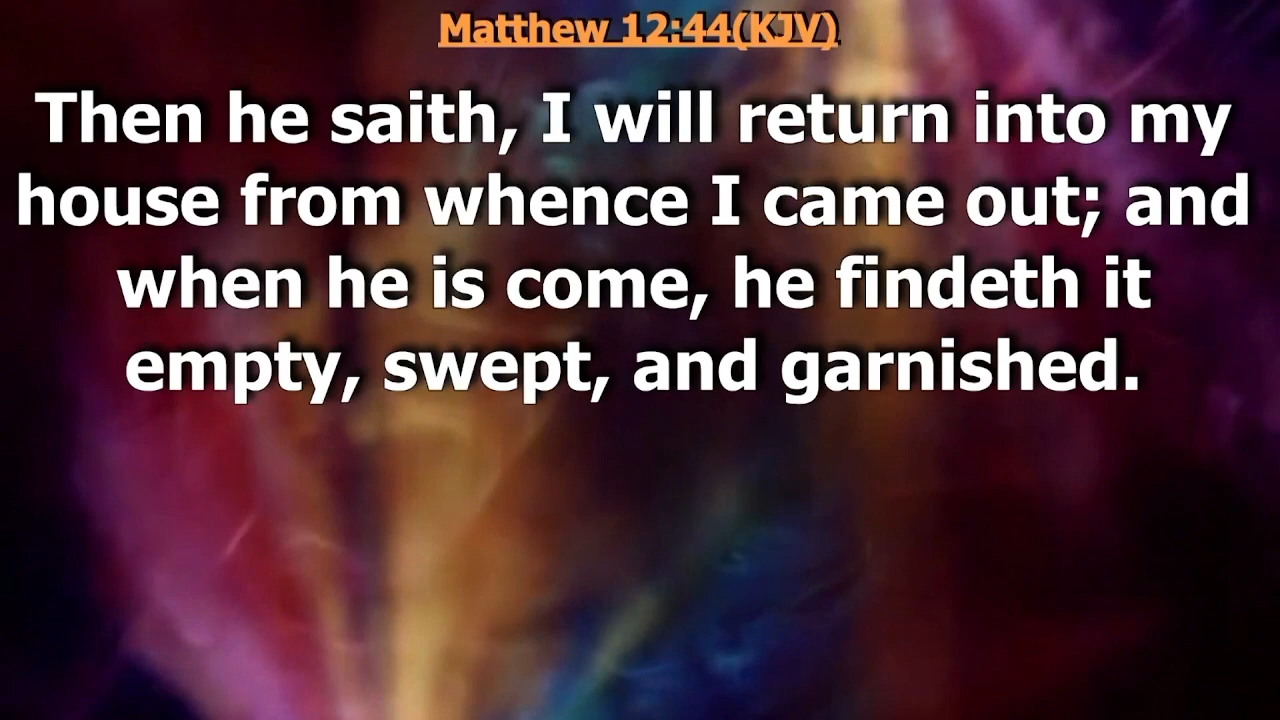 Matthew 12:44(KJV)
Then he saith, I will return into my
house from whence I came out; and
when he is come, he findeth it
empty, swept, and garnished.